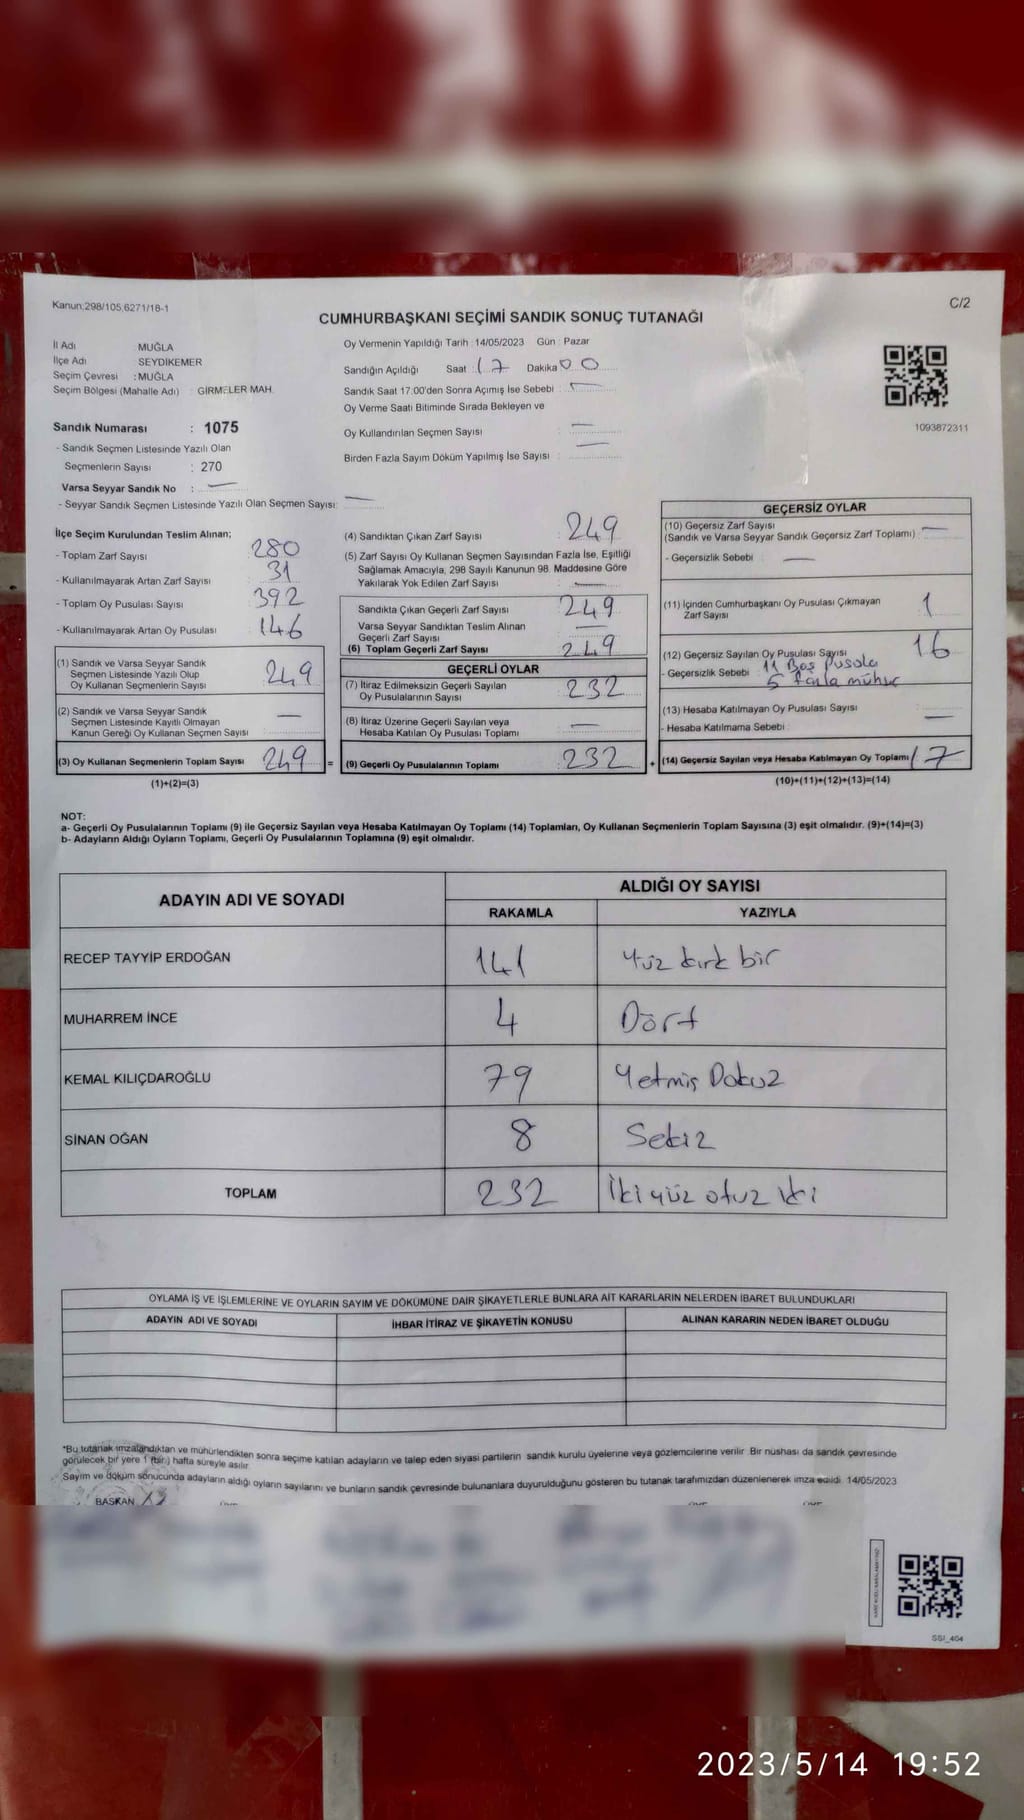 Kanun:298/105,6271/18-1
C/2
CUMHURBAŞKANI SEÇİMİ SANDIK SONUÇ TUTANAĞI
İl Adı : MUĞLA
İlçe Adı : SEYDİKEMER
Seçim Çevresi : MUĞLA
Seçim Bölgesi (Mahalle Adı) : GİRMELER MAH.
Sandık Numarası : 1075
- Sandık Seçmen Listesinde Yazılı Olan
Seçmenlerin Sayısı : 270
Varsa Seyyar Sandık No : —
- Seyyar Sandık Seçmen Listesinde Yazılı Olan Seçmen Sayısı: —
Oy Vermenin Yapıldığı Tarih : 14/05/2023 Gün : Pazar
Sandığın Açıldığı Saat : 17 Dakika 00
Sandık Saat 17.00'den Sonra Açımış İse Sebebi : —
Oy Verme Saati Bitiminde Sırada Bekleyen ve
Oy Kullandırılan Seçmen Sayısı : —
Birden Fazla Sayım Döküm Yapılmış İse Sayısı : —
1093872311
İlçe Seçim Kurulundan Teslim Alınan;
- Toplam Zarf Sayısı : 280
- Kullanılmayarak Artan Zarf Sayısı : 31
- Toplam Oy Pusulası Sayısı : 392
- Kullanılmayarak Artan Oy Pusulası : 146
(1) Sandık ve Varsa Seyyar Sandık
Seçmen Listesinde Yazılı Olup
Oy Kullanan Seçmenlerin Sayısı : 249
(2) Sandık ve Varsa Seyyar Sandık
Seçmen Listesinde Kayıtlı Olmayan
Kanun Gereği Oy Kullanan Seçmen Sayısı : —
(3) Oy Kullanan Seçmenlerin Toplam Sayısı 249
(1)+(2)=(3)
(4) Sandıktan Çıkan Zarf Sayısı : 249
(5) Zarf Sayısı Oy Kullanan Seçmen Sayısından Fazla İse, Eşitliği
Sağlamak Amacıyla; 298 Sayılı Kanunun 98. Maddesine Göre
Yakılarak Yok Edilen Zarf Sayısı : —
Sandıkta Çıkan Geçerli Zarf Sayısı : 249
Varsa Seyyar Sandıktan Teslim Alınan
Geçerli Zarf Sayısı : —
(6) Toplam Geçerli Zarf Sayısı : 249
GEÇERLİ OYLAR
(7) İtiraz Edilmeksizin Geçerli Sayılan
Oy Pusulalarının Sayısı : 232
(8) İtiraz Üzerine Geçerli Sayılan veya
Hesaba Katılan Oy Pusulası Toplamı : —
= (9) Geçerli Oy Pusulalarının Toplamı : 232
GEÇERSİZ OYLAR
(10) Geçersiz Zarf Sayısı
(Sandık ve Varsa Seyyar Sandık Geçersiz Zarf Toplamı) : —
- Geçersizlik Sebebi : —
(11) İçinden Cumhurbaşkanı Oy Pusulası Çıkmayan
Zarf Sayısı : 1
(12) Geçersiz Sayılan Oy Pusulası Sayısı : 16
- Geçersizlik Sebebi : 11 Boş Pusula
5 fazla mühür
(13) Hesaba Katılmayan Oy Pusulası Sayısı : —
- Hesaba Katılmama Sebebi :
+ (14) Geçersiz Sayılan veya Hesaba Katılmayan Oy Toplamı 17
(10)+(11)+(12)+(13)=(14)
NOT:
a- Geçerli Oy Pusulalarının Toplamı (9) ile Geçersiz Sayılan veya Hesaba Katılmayan Oy Toplamı (14) Toplamları, Oy Kullanan Seçmenlerin Toplam Sayısına (3) eşit olmalıdır. (9)+(14)=(3)
b- Adayların Aldığı Oyların Toplamı, Geçerli Oy Pusulalarının Toplamına (9) eşit olmalıdır.
ADAYIN ADI VE SOYADI
ALDIĞI OY SAYISI
RAKAMLA YAZIYLA
RECEP TAYYİP ERDOĞAN 141 Yüz kırk bir
MUHARREM İNCE 4 Dört
KEMAL KILIÇDAROĞLU 79 Yetmiş Dokuz
SİNAN OĞAN 8 Sekiz
TOPLAM 232 İki yüz otuz iki
OYLAMA İŞ VE İŞLEMLERİNE VE OYLARIN SAYIM VE DÖKÜMÜNE DAİR ŞİKAYETLERLE BUNLARA AİT KARARLARIN NELERDEN İBARET BULUNDUKLARI
ADAYIN ADI VE SOYADI İHBAR İTİRAZ VE ŞİKAYETİN KONUSU ALINAN KARARIN NEDEN İBARET OLDUĞU
*Bu tutanak imzalandıktan ve mühürlendikten sonra seçime katılan adayların ve talep eden siyasi partilerin sandık kurulu üyelerine veya gözlemcilerine verilir. Bir nüshası da sandık çevresinde
görülecek bir yere 1 (bir) hafta süreyle asılır.
Sayım ve döküm sonucunda adayların aldığı oyların sayılarını ve bunların sandık çevresinde bulunanlara duyurulduğunu gösteren bu tutanak tarafımızdan düzenlenerek imza edildi. 14/05/2023
BAŞKAN
SSI_404
2023/5/14 19:52